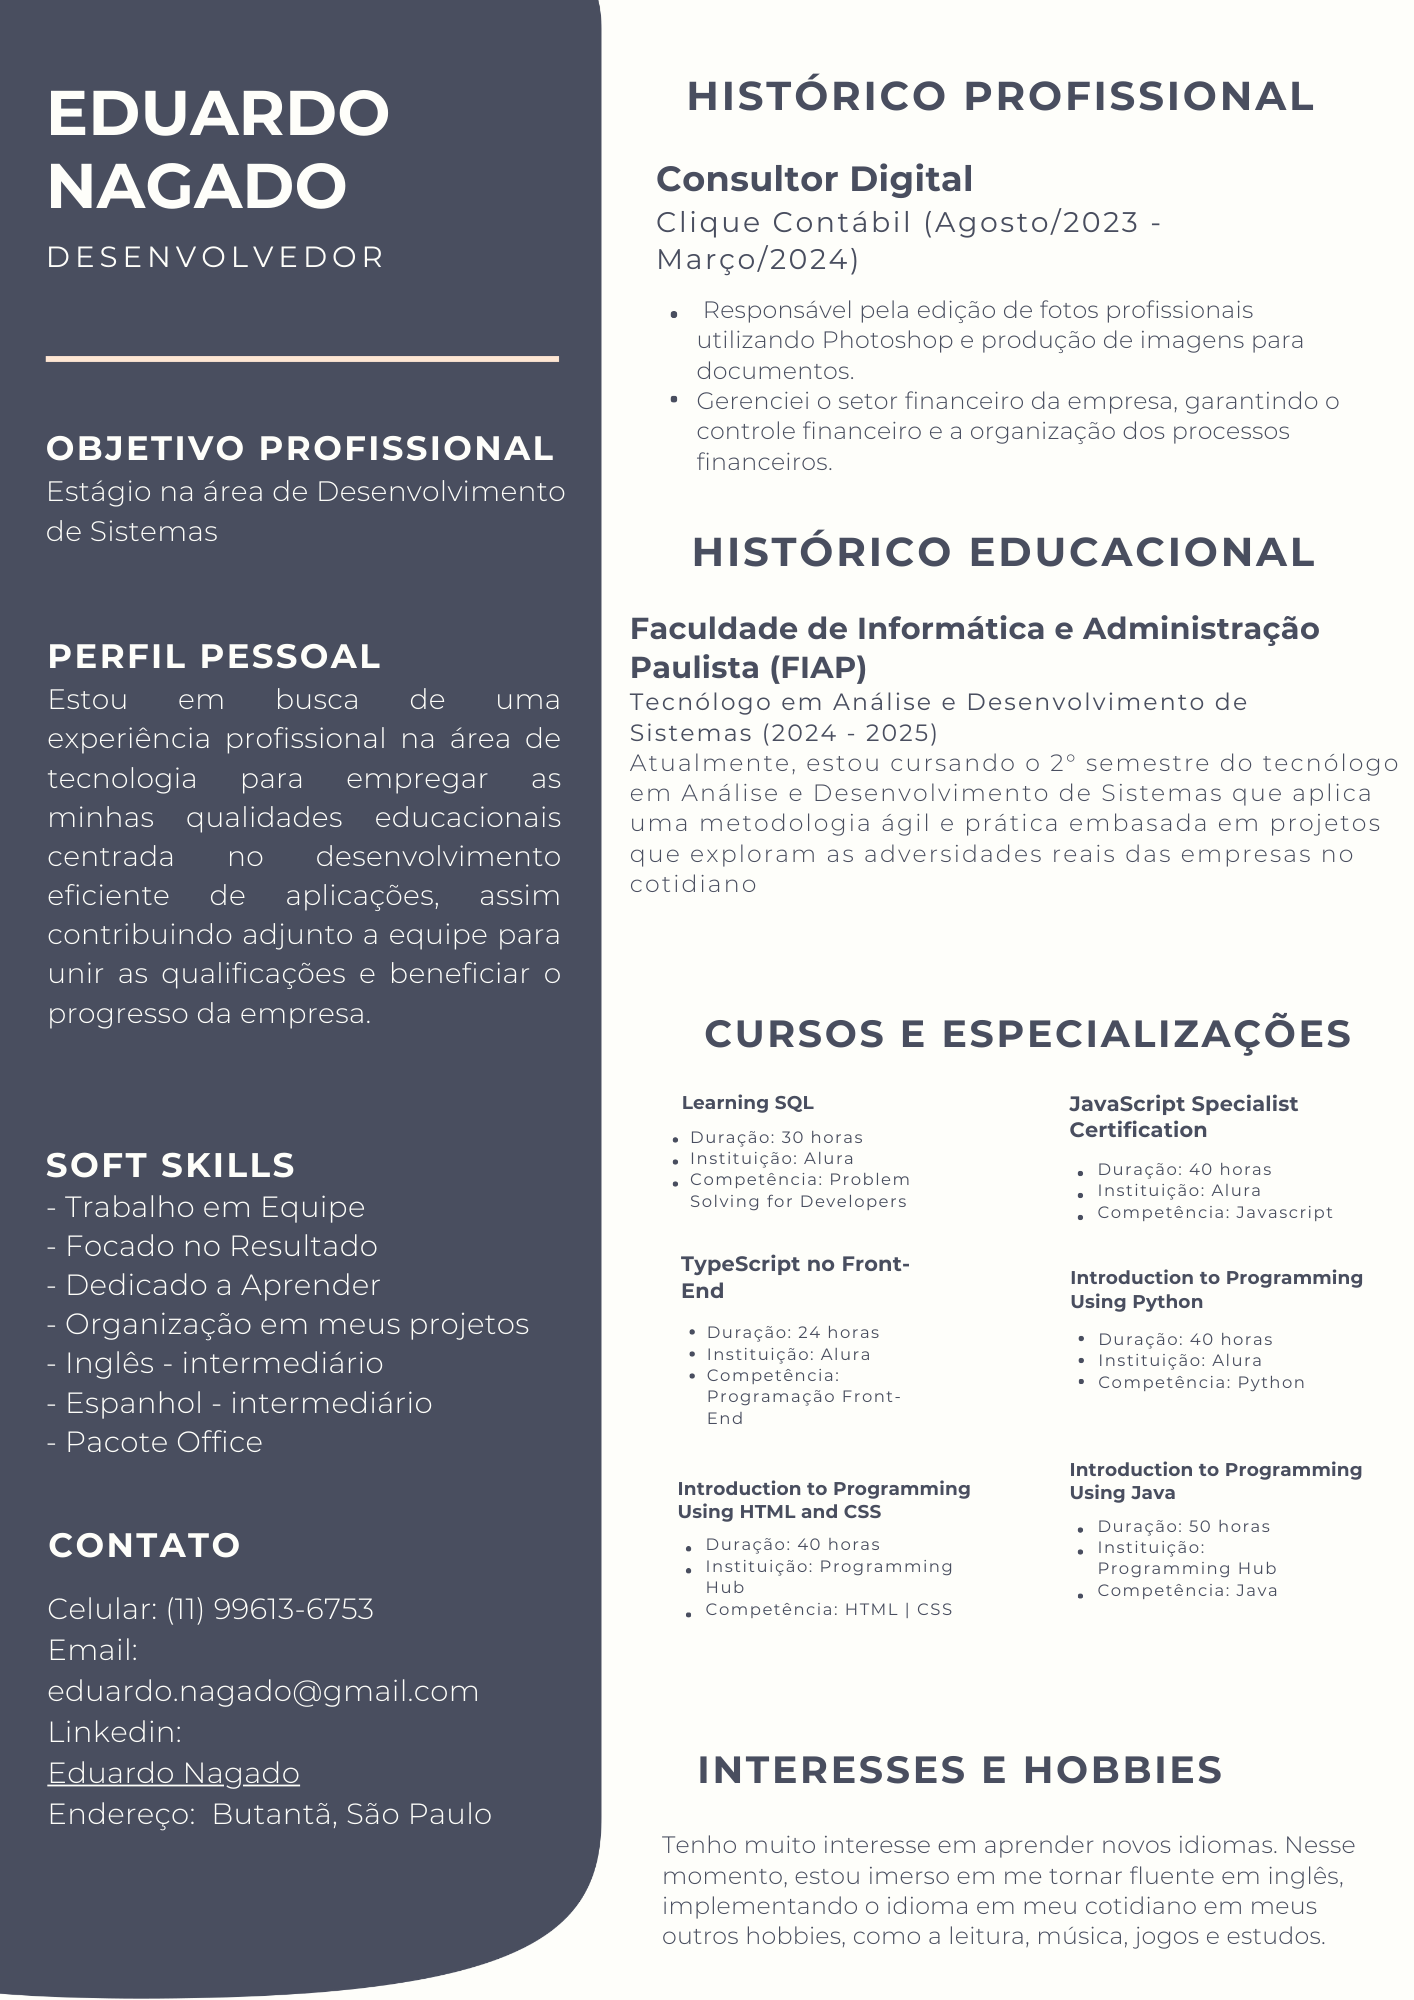 EDUARDO
NAGADO
DESENVOLVEDOR
OBJETIVO PROFISSIONAL
Estágio na área de Desenvolvimento
de Sistemas
PERFIL PESSOAL
Estou em busca de uma
experiência profissional na área de
tecnologia para empregar as
minhas qualidades educacionais
centrada no desenvolvimento
eficiente de aplicações, assim
contribuindo adjunto a equipe para
unir as qualificações e beneficiar o
progresso da empresa.
SOFT SKILLS
- Trabalho em Equipe
- Focado no Resultado
- Dedicado a Aprender
- Organização em meus projetos
- Inglês - intermediário
- Espanhol - intermediário
- Pacote Office
CONTATO
Celular: (11) 99613-6753
Email:
eduardo.nagado@gmail.com
Linkedin:
Eduardo Nagado
Endereço: Butantã, São Paulo
HISTÓRICO PROFISSIONAL
Consultor Digital
Clique Contábil (Agosto/2023 -
Março/2024)
• Responsável pela edição de fotos profissionais
utilizando Photoshop e produção de imagens para
documentos.
• Gerenciei o setor financeiro da empresa, garantindo o
controle financeiro e a organização dos processos
financeiros.
HISTÓRICO EDUCACIONAL
Faculdade de Informática e Administração
Paulista (FIAP)
Tecnólogo em Análise e Desenvolvimento de
Sistemas (2024 - 2025)
Atualmente, estou cursando o 2° semestre do tecnólogo
em Análise e Desenvolvimento de Sistemas que aplica
uma metodologia ágil e prática embasada em projetos
que exploram as adversidades reais das empresas no
cotidiano
CURSOS E ESPECIALIZAÇÕES
Learning SQL
• Duração: 30 horas
• Instituição: Alura
• Competência: Problem
Solving for Developers
TypeScript no Front-
End
• Duração: 24 horas
• Instituição: Alura
• Competência:
Programação Front-
End
Introduction to Programming
Using HTML and CSS
• Duração: 40 horas
• Instituição: Programming
Hub
• Competência: HTML | CSS
JavaScript Specialist
Certification
• Duração: 40 horas
• Instituição: Alura
• Competência: Javascript
Introduction to Programming
Using Python
• Duração: 40 horas
• Instituição: Alura
• Competência: Python
Introduction to Programming
Using Java
• Duração: 50 horas
• Instituição:
Programming Hub
• Competência: Java
INTERESSES E HOBBIES
Tenho muito interesse em aprender novos idiomas. Nesse
momento, estou imerso em me tornar fluente em inglês,
implementando o idioma em meu cotidiano em meus
outros hobbies, como a leitura, música, jogos e estudos.